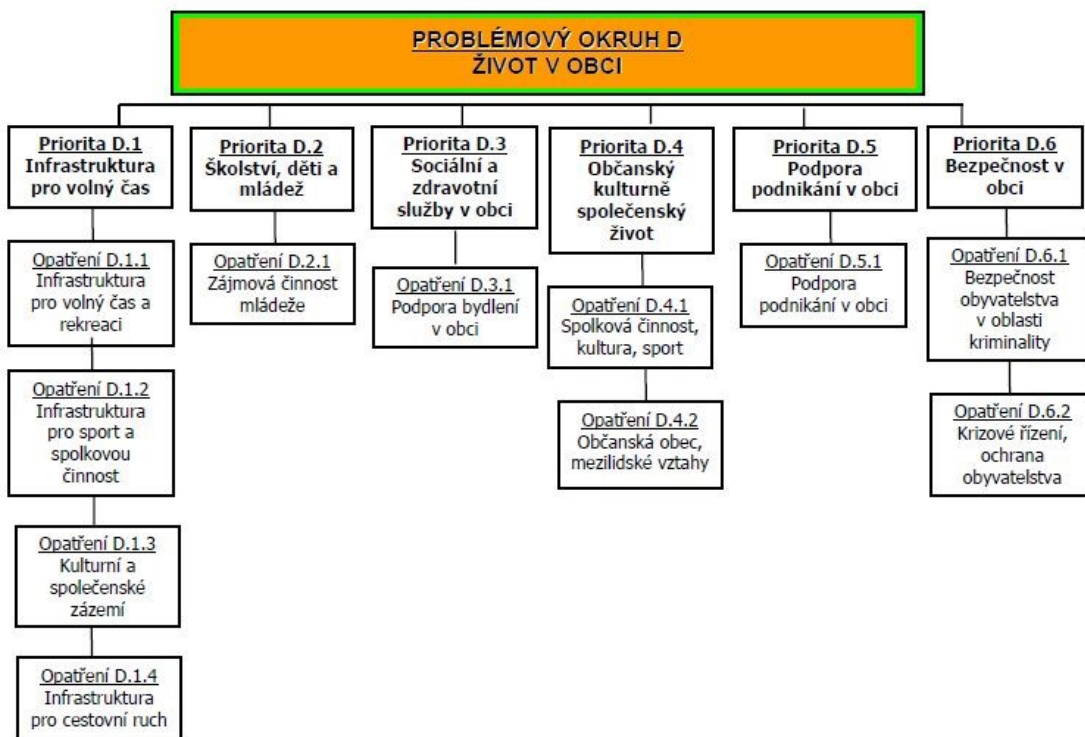 PROBLÉMOVÝ OKRUH D
ŽIVOT V OBCI
Priorita D.1
Infrastruktura
pro volný čas
Opatření D.1.1
Infrastruktura
pro volný čas a
rekreaci
Opatření D.1.2
Infrastruktura
pro sport a
spolkovou
činnost
Opatření D.1.3
Kulturní a
společenské
zázemí
Opatření D.1.4
Infrastruktura
pro cestovní ruch
Priorita D.2
Školství, děti a
mládež
Opatření D.2.1
Zájmová činnost
mládeže
Priorita D.3
Sociální a
zdravotní
služby v obci
Opatření D.3.1
Podpora bydlení
v obci
Priorita D.4
Občanský
kulturně
společenský
život
Opatření D.4.1
Spolková činnost,
kultura, sport
Opatření D.4.2
Občanská obec,
mezilidské vztahy
Priorita D.5
Podpora
podnikání v obci
Opatření D.5.1
Podpora
podnikání v obci
Priorita D.6
Bezpečnost v
obci
Opatření D.6.1
Bezpečnost
obyvatelstva
v oblasti
kriminality
Opatření D.6.2
Krizové řízení,
ochrana
obyvatelstva